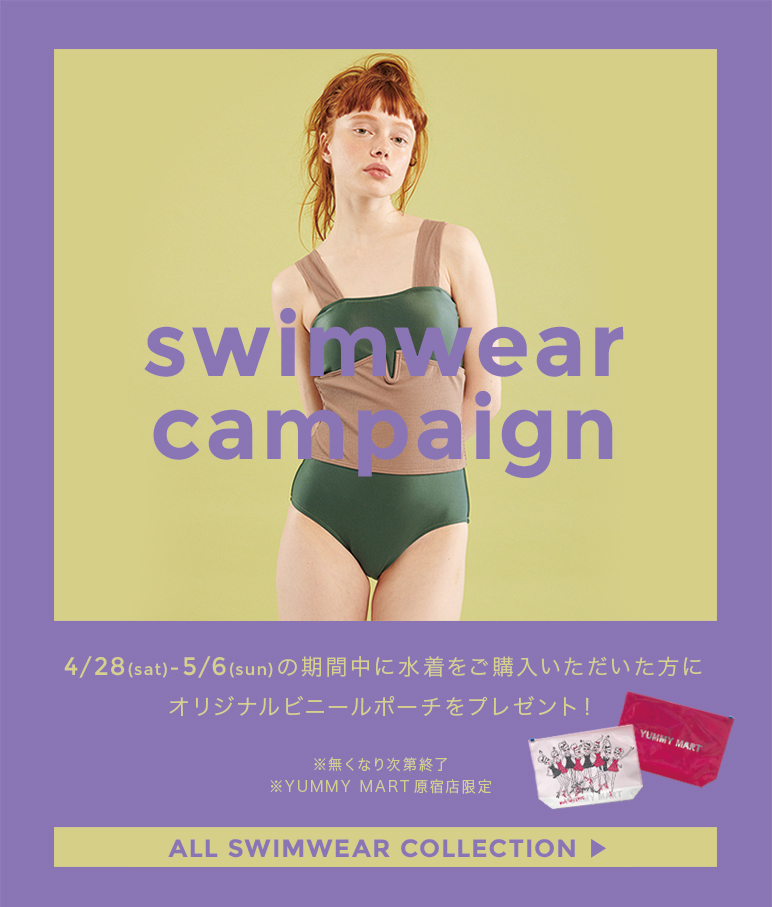 swimwear
campaign
4/28(sat)-5/6(sun)の期間中に水着をご購入いただいた方に
オリジナルビニールポーチをプレゼント！
YUMMY MART
※無くなり次第終了
※YUMMY MART原宿店限定
ALL SWIMWEAR COLLECTION ▶